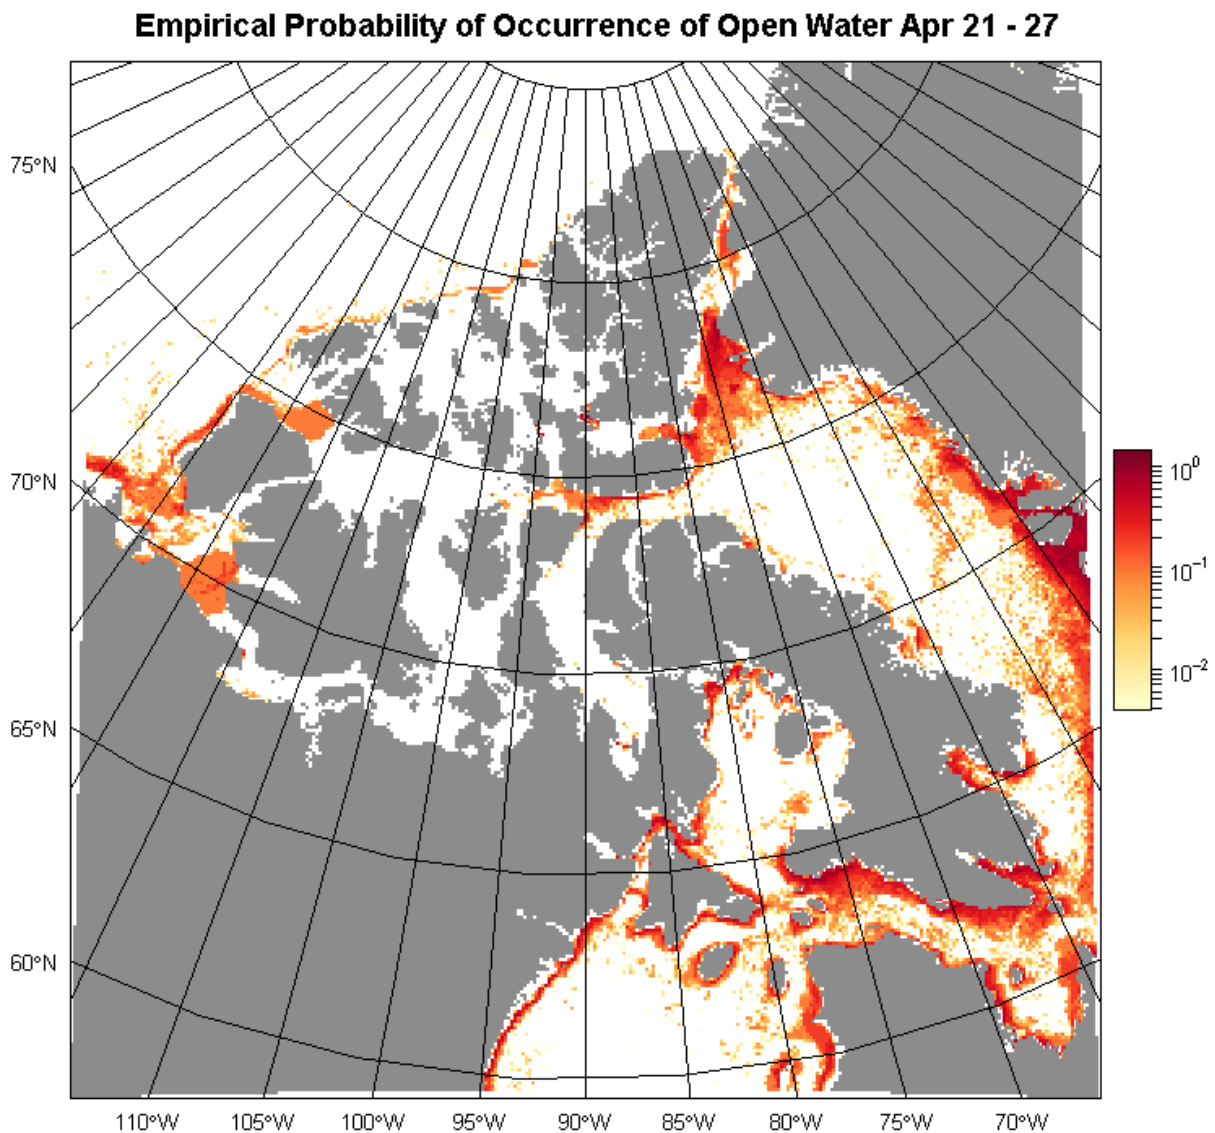 Empirical Probability of Occurrence of Open Water Apr 21 - 27
75°N
70°N
65°N
60°N
110°W 105°W 100°W 95°W 90°W 85°W 80°W 75°W 70°W
10⁰
10⁻¹
10⁻²